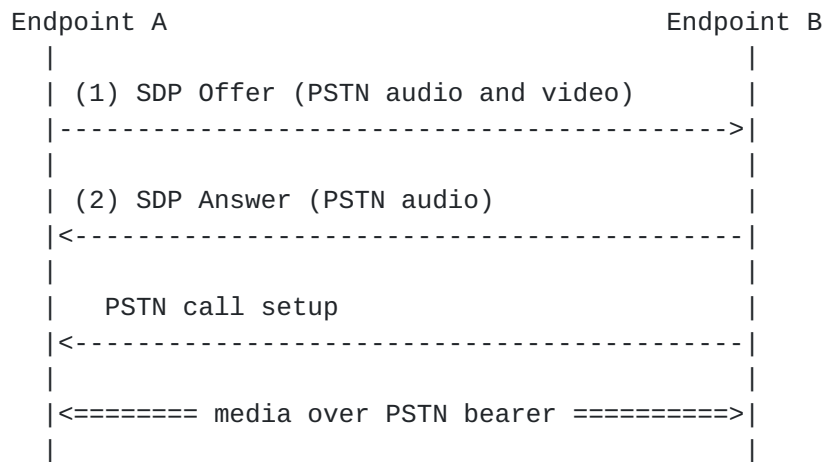 Endpoint A                                Endpoint B
  |                                             |
  | (1) SDP Offer (PSTN audio and video)        |
  |-------------------------------------------->|
  |                                             |
  | (2) SDP Answer (PSTN audio)                 |
  |<--------------------------------------------|
  |                                             |
  |   PSTN call setup                           |
  |<--------------------------------------------|
  |                                             |
  |<======== media over PSTN bearer ===========>|
  |                                             |